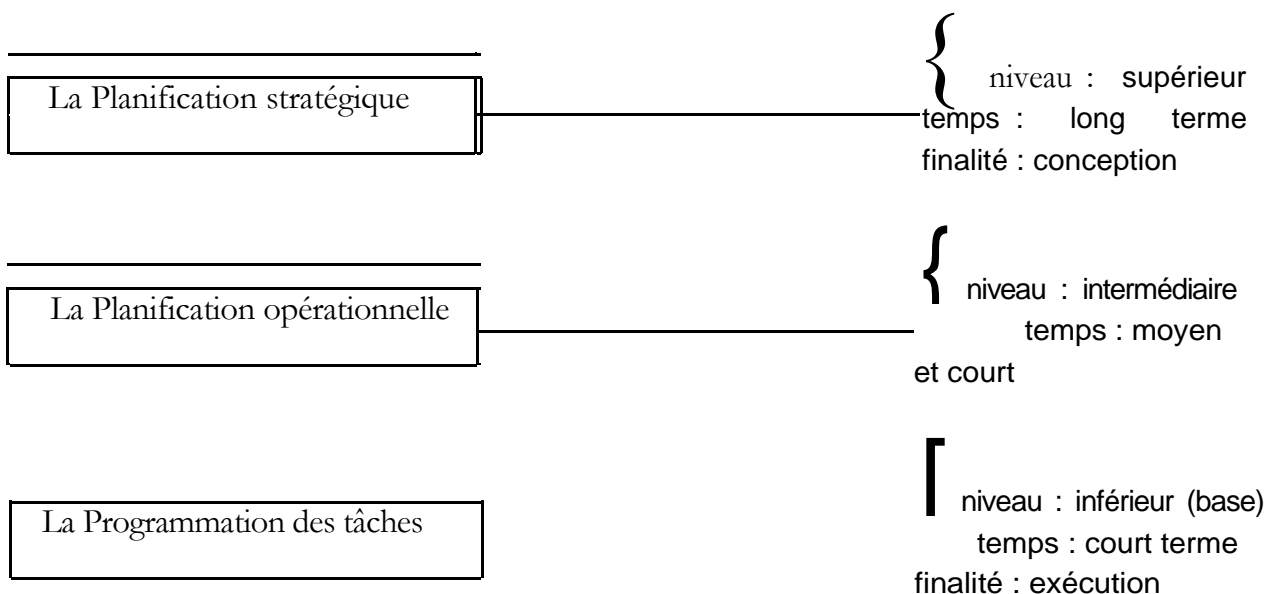 La Planification stratégique
niveau : supérieur
temps : long terme
finalité : conception
La Planification opérationnelle
niveau : intermédiaire
temps : moyen
et court
La Programmation des tâches
niveau : inférieur (base)
temps : court terme
finalité : exécution